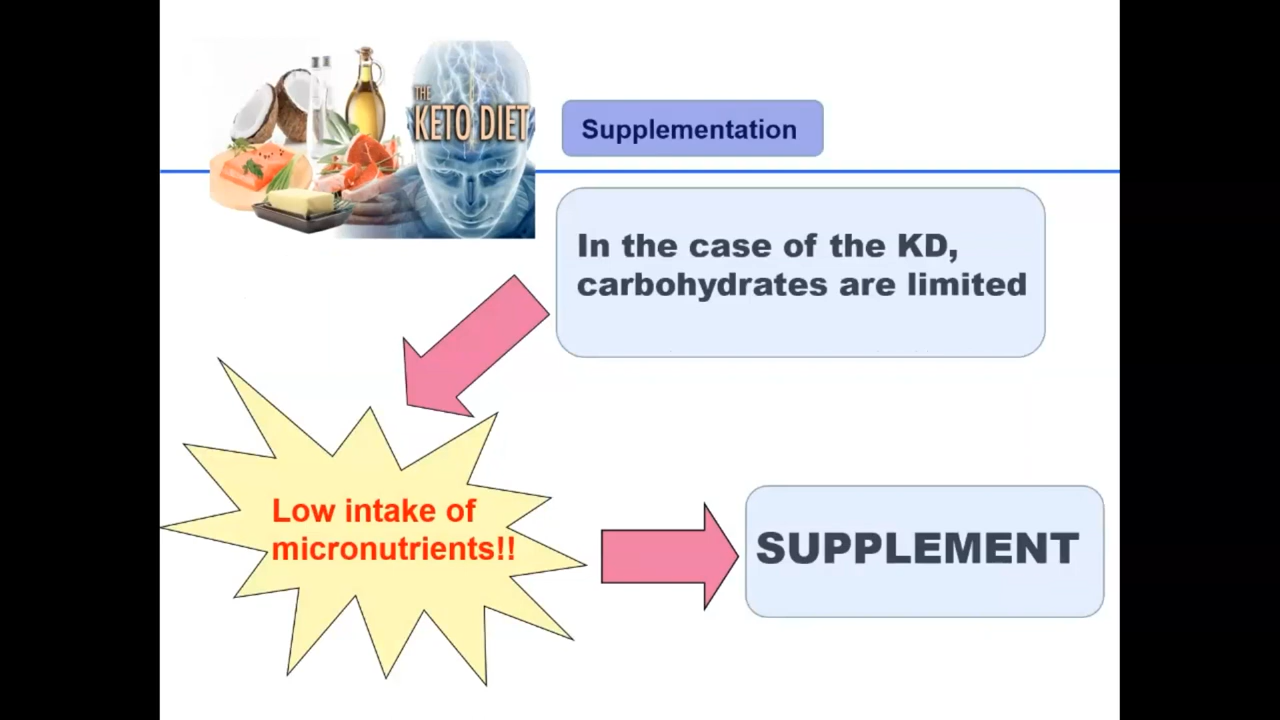 THE
KETO DIET
Supplementation
In the case of the KD,
carbohydrates are limited
Low intake of
micronutrients!!
SUPPLEMENT